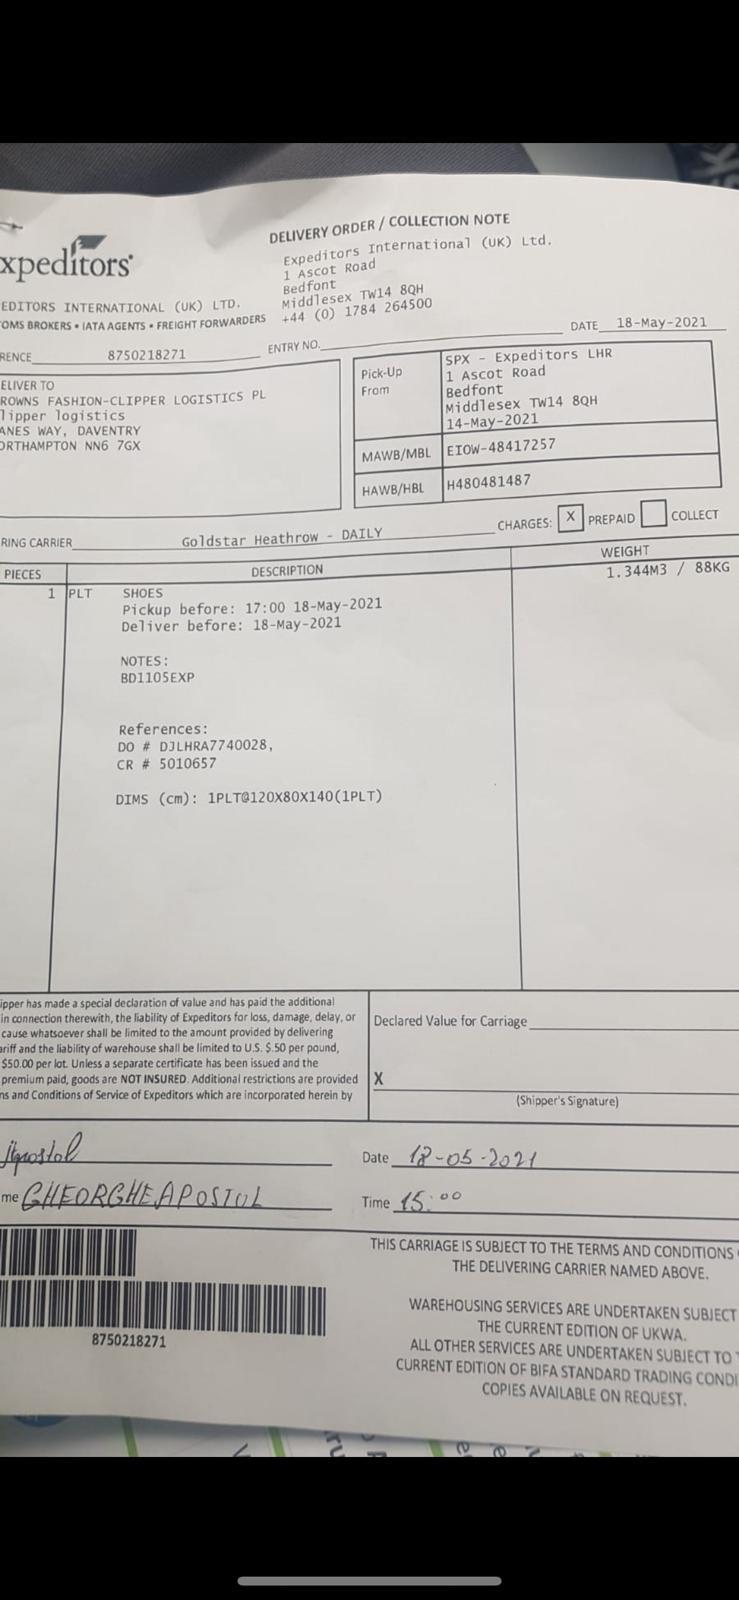 xpeditors
DELIVERY ORDER / COLLECTION NOTE
Expeditors International (UK) Ltd.
1 Ascot Road
Bedfont
Middlesex TW14 8QH
+44 (0) 1784 264500
EDITORS INTERNATIONAL (UK) LTD.
OMS BROKERS • IATA AGENTS • FREIGHT FORWARDERS
DATE 18-May-2021
RENCE 8750218271 ENTRY NO.
ELIVER TO
ROWNS FASHION-CLIPPER LOGISTICS PL
lipper logistics
ANES WAY, DAVENTRY
ORTHAMPTON NN6 7GX
Pick-Up
From
SPX - Expeditors LHR
1 Ascot Road
Bedfont
Middlesex TW14 8QH
14-May-2021
MAWB/MBL EIOW-48417257
HAWB/HBL H480481487
RING CARRIER Goldstar Heathrow - DAILY CHARGES: X PREPAID COLLECT
PIECES DESCRIPTION WEIGHT
1 PLT SHOES 1.344M3 / 88KG
Pickup before: 17:00 18-May-2021
Deliver before: 18-May-2021
NOTES:
BD1105EXP
References:
DO # DJLHRA7740028,
CR # 5010657
DIMS (cm): 1PLT@120X80X140(1PLT)
ipper has made a special declaration of value and has paid the additional
in connection therewith, the liability of Expeditors for loss, damage, delay, or
cause whatsoever shall be limited to the amount provided by delivering
ariff and the liability of warehouse shall be limited to U.S. $.50 per pound,
$50.00 per lot. Unless a separate certificate has been issued and the
premium paid, goods are NOT INSURED. Additional restrictions are provided
ns and Conditions of Service of Expeditors which are incorporated herein by
Declared Value for Carriage
X
(Shipper's Signature)
Apostol
Date 18-05-2021
me GHEORGHE APOSTOL
Time 15:00
THIS CARRIAGE IS SUBJECT TO THE TERMS AND CONDITIONS
THE DELIVERING CARRIER NAMED ABOVE.
WAREHOUSING SERVICES ARE UNDERTAKEN SUBJECT
THE CURRENT EDITION OF UKWA.
ALL OTHER SERVICES ARE UNDERTAKEN SUBJECT TO
CURRENT EDITION OF BIFA STANDARD TRADING CONDI
COPIES AVAILABLE ON REQUEST.
8750218271